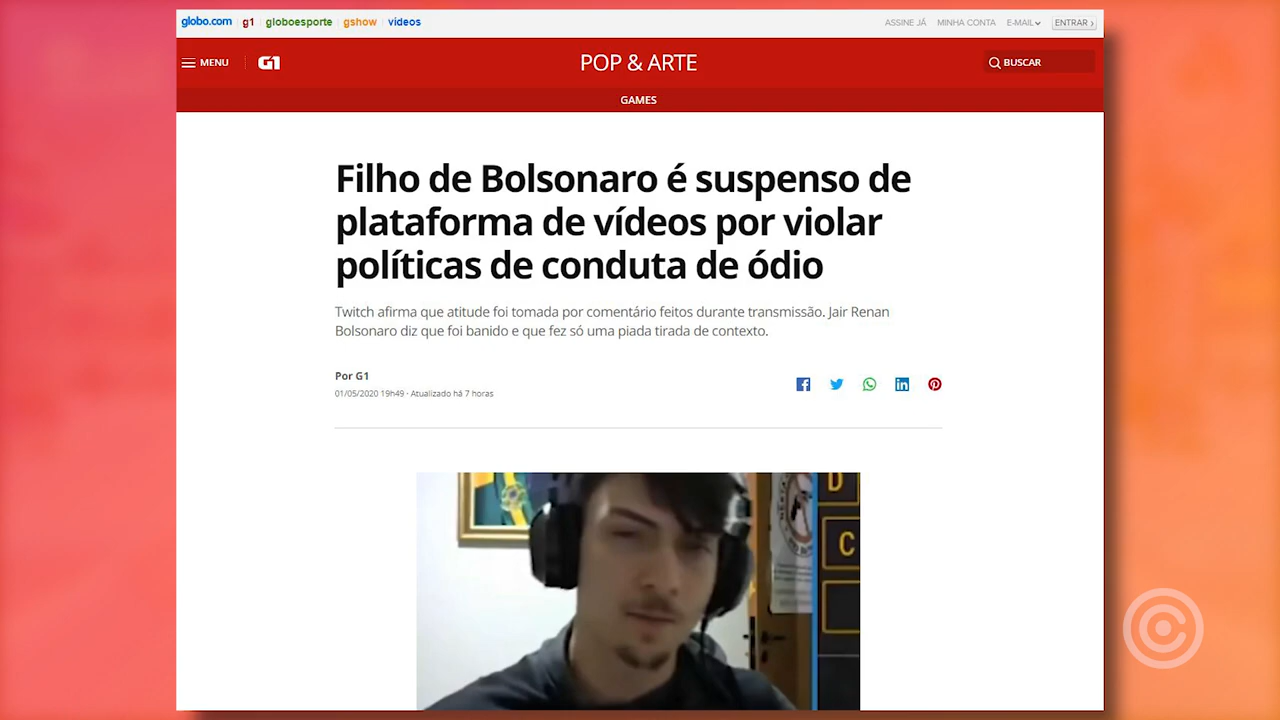 globo.com g1 globoesporte gshow vídeos ASSINE JÁ MINHA CONTA E-MAIL ENTRAR ›
MENU G1 POP & ARTE BUSCAR
GAMES
Filho de Bolsonaro é suspenso de
plataforma de vídeos por violar
políticas de conduta de ódio
Twitch afirma que atitude foi tomada por comentário feitos durante transmissão. Jair Renan
Bolsonaro diz que foi banido e que fez só uma piada tirada de contexto.
Por G1
01/05/2020 19h49 · Atualizado há 7 horas
D
C